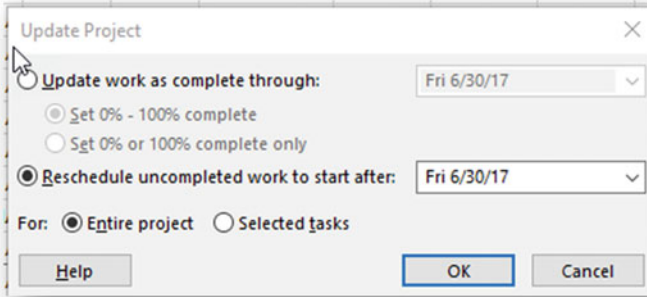 Update Project
Update work as complete through: Fri 6/30/17
Set 0% - 100% complete
Set 0% or 100% complete only
Reschedule uncompleted work to start after: Fri 6/30/17
For: Entire project Selected tasks
Help OK Cancel